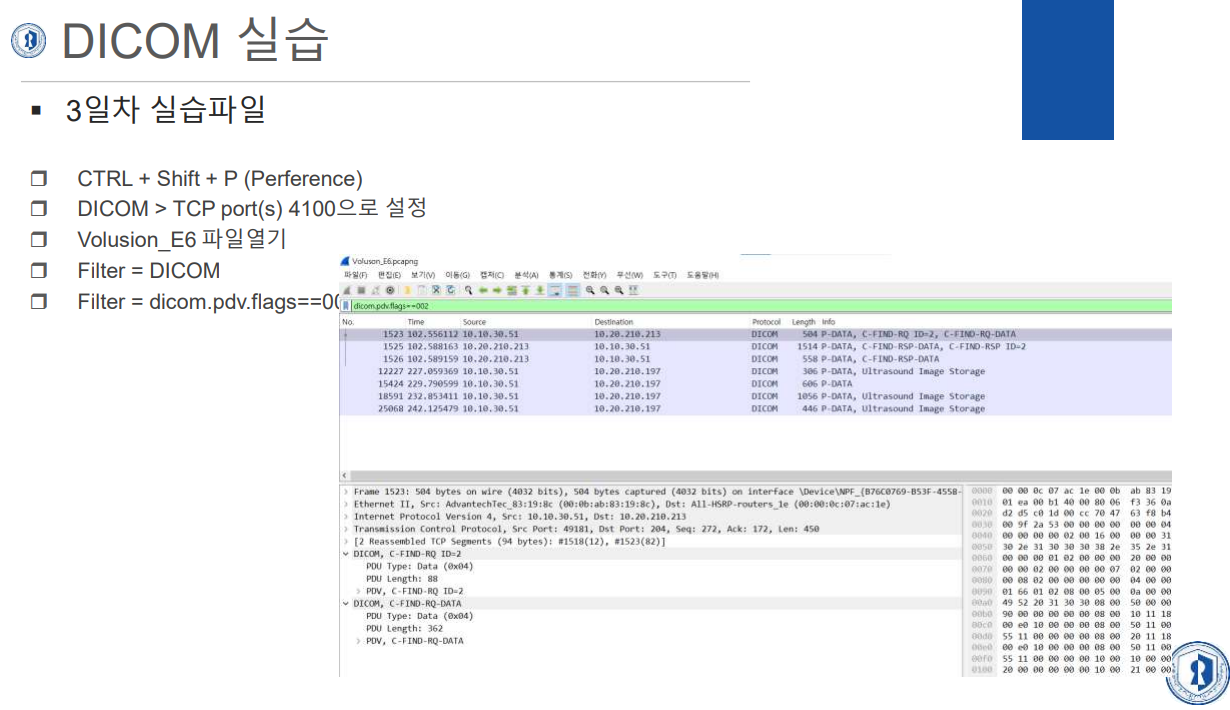 DICOM 실습
3일차 실습파일
CTRL + Shift + P (Perference)
DICOM > TCP port(s) 4100으로 설정
Volusion_E6 파일열기
Filter = DICOM
Filter = dicom.pdv.flags==00
Voluson_E6.pcapng
파일(F) 편집(E) 보기(V) 이동(G) 캡처(C) 분석(A) 통계(S) 전화(Y) 무선(W) 도구(T) 도움말(H)
dicom.pdv.flags==002
No. Time Source Destination Protocol Length Info
1523 102.556112 10.10.30.51 10.20.210.213 DICOM 504 P-DATA, C-FIND-RQ ID=2, C-FIND-RQ-DATA
1525 102.588163 10.20.210.213 10.10.30.51 DICOM 1514 P-DATA, C-FIND-RSP-DATA, C-FIND-RSP ID=2
1526 102.589159 10.20.210.213 10.10.30.51 DICOM 558 P-DATA, C-FIND-RSP-DATA
12227 227.059369 10.10.30.51 10.20.210.197 DICOM 306 P-DATA, Ultrasound Image Storage
15424 229.790599 10.10.30.51 10.20.210.197 DICOM 606 P-DATA
18591 232.853411 10.10.30.51 10.20.210.197 DICOM 1056 P-DATA, Ultrasound Image Storage
25068 242.125479 10.10.30.51 10.20.210.197 DICOM 446 P-DATA, Ultrasound Image Storage
Frame 1523: 504 bytes on wire (4032 bits), 504 bytes captured (4032 bits) on interface \Device\NPF_{B76C0769-B53F-4558-
Ethernet II, Src: AdvantechTec_83:19:8c (00:0b:ab:83:19:8c), Dst: All-HSRP-routers_1e (00:00:0c:07:ac:1e)
Internet Protocol Version 4, Src: 10.10.30.51, Dst: 10.20.210.213
Transmission Control Protocol, Src Port: 49181, Dst Port: 204, Seq: 272, Ack: 172, Len: 450
[2 Reassembled TCP Segments (94 bytes): #1518(12), #1523(82)]
DICOM, C-FIND-RQ ID=2
PDU Type: Data (0x04)
PDU Length: 88
PDV, C-FIND-RQ ID=2
DICOM, C-FIND-RQ-DATA
PDU Type: Data (0x04)
PDU Length: 362
PDV, C-FIND-RQ-DATA
0000 00 00 0c 07 ac 1e 00 0b ab 83 19
0010 01 ea 00 b1 40 00 80 06 f3 36 0a
0020 d2 d5 c0 1d 00 cc 70 47 63 f8 b4
0030 00 9f 2a 53 00 00 00 00 00 00 04
0040 00 00 00 00 02 00 16 00 00 00 31
0050 30 2e 31 30 30 30 38 2e 35 2e 31
0060 00 00 00 01 02 00 00 00 20 00 00
0070 00 00 02 00 00 00 00 07 02 00 00
0080 00 08 02 00 00 00 00 00 04 00 00
0090 01 66 01 02 08 00 05 00 0a 00 00
00a0 49 52 20 31 30 30 08 00 50 00 00
00b0 90 00 00 00 00 00 08 00 10 11 18
00c0 00 e0 10 00 00 00 08 00 50 11 00
00d0 55 11 00 00 00 00 08 00 20 11 18
00e0 00 e0 10 00 00 00 08 00 50 11 00
00f0 55 11 00 00 00 00 10 00 10 00 00
0100 20 00 00 00 00 00 10 00 21 00 00